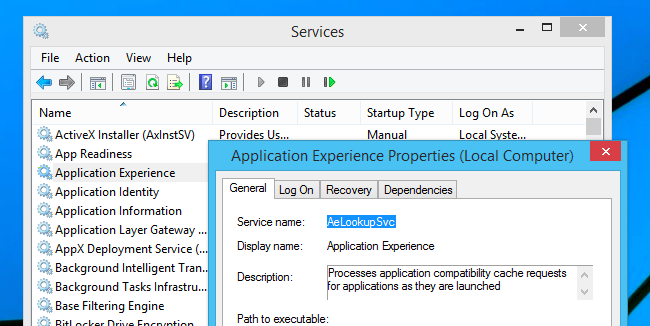 Services
File Action View Help
Name Description Status Startup Type Log On As
ActiveX Installer (AxInstSV) Provides Us... Manual Local Syste...
App Readiness
Application Experience
Application Identity
Application Information
Application Layer Gateway ...
AppX Deployment Service (...
Background Intelligent Tran...
Background Tasks Infrastru...
Base Filtering Engine
BitLocker Drive Encryption
Application Experience Properties (Local Computer)
General Log On Recovery Dependencies
Service name: AeLookupSvc
Display name: Application Experience
Description: Processes application compatibility cache requests
for applications as they are launched
Path to executable: